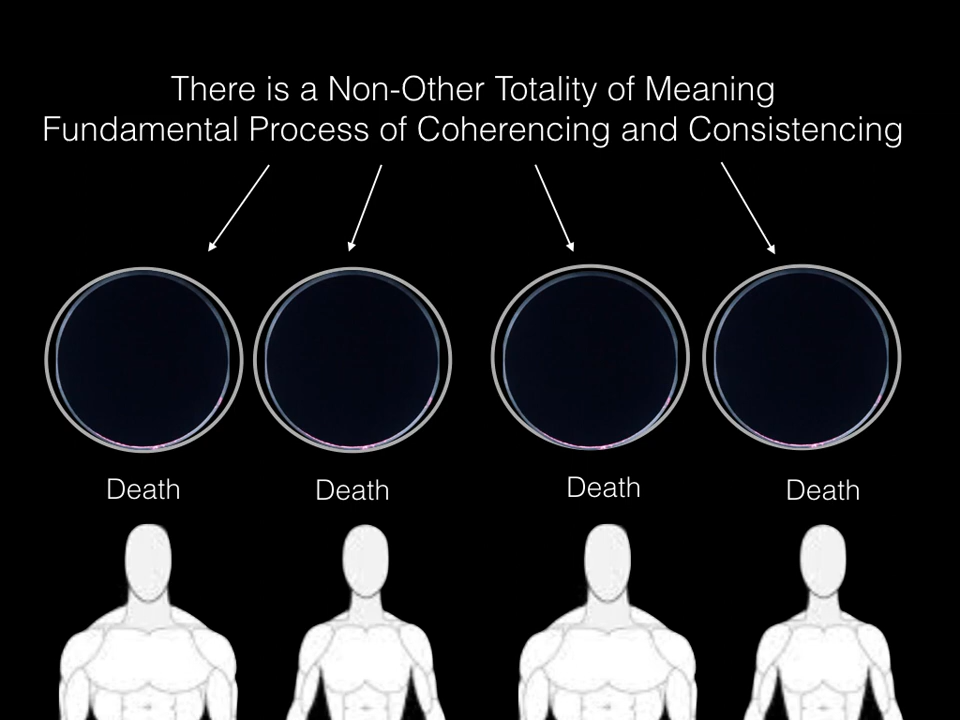 There is a Non-Other Totality of Meaning
Fundamental Process of Coherencing and Consistencing
Death
Death
Death
Death